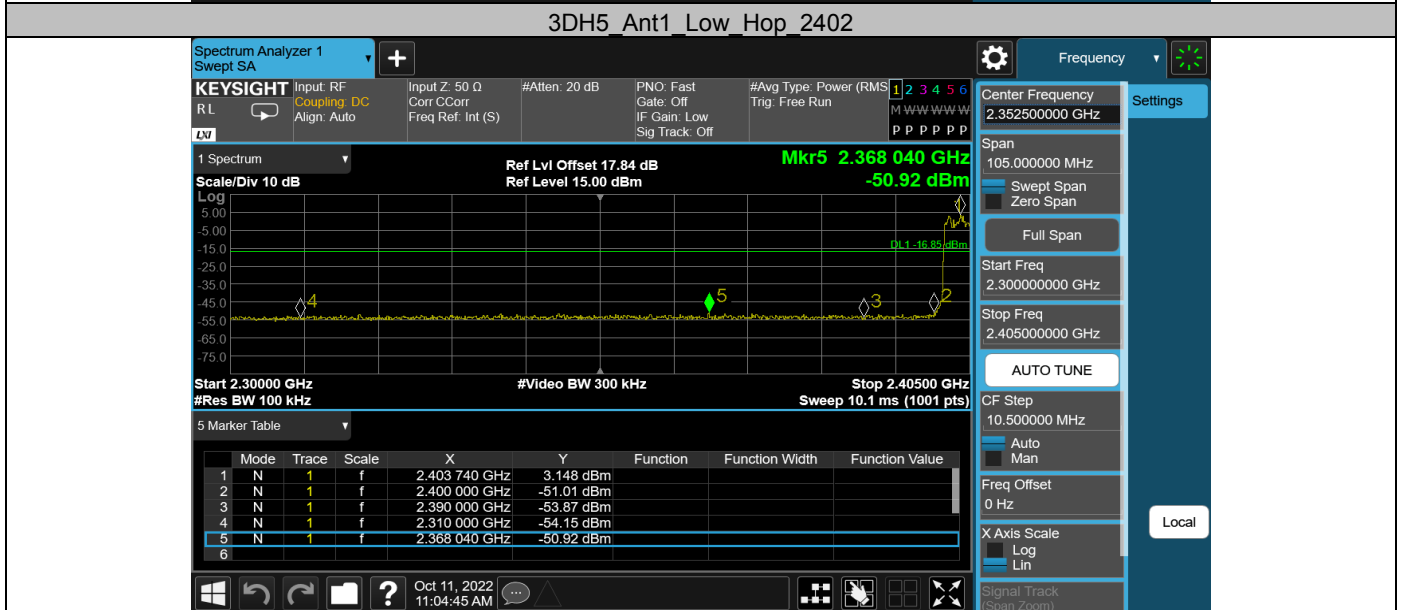 3DH5_Ant1_Low_Hop_2402
Spectrum Analyzer 1
Swept SA
+
Frequency
KEYSIGHT
RL
LXI
Input: RF
Coupling: DC
Align: Auto
Input Z: 50 Ω
Corr CCorr
Freq Ref: Int (S)
#Atten: 20 dB
PNO: Fast
Gate: Off
IF Gain: Low
Sig Track: Off
#Avg Type: Power (RMS
Trig: Free Run
1 2 3 4 5 6
M W W W W W
P P P P P P
1 Spectrum
Scale/Div 10 dB
Ref Lvl Offset 17.84 dB
Ref Level 15.00 dBm
Mkr5 2.368 040 GHz
-50.92 dBm
Log
5.00
-5.00
-15.0
-25.0
-35.0
-45.0
-55.0
-65.0
-75.0
DL1 -16.85 dBm
4
5
3
2
1
Start 2.30000 GHz
#Video BW 300 kHz
Stop 2.40500 GHz
#Res BW 100 kHz
Sweep 10.1 ms (1001 pts)
5 Marker Table
Mode Trace Scale X Y Function Function Width Function Value
1 N 1 f 2.403 740 GHz 3.148 dBm
2 N 1 f 2.400 000 GHz -51.01 dBm
3 N 1 f 2.390 000 GHz -53.87 dBm
4 N 1 f 2.310 000 GHz -54.15 dBm
5 N 1 f 2.368 040 GHz -50.92 dBm
6
?
Oct 11, 2022
11:04:45 AM
Center Frequency
2.352500000 GHz
Span
105.000000 MHz
Swept Span
Zero Span
Full Span
Start Freq
2.300000000 GHz
Stop Freq
2.405000000 GHz
AUTO TUNE
CF Step
10.500000 MHz
Auto
Man
Freq Offset
0 Hz
X Axis Scale
Log
Lin
Signal Track
(Span Zoom)
Settings
Local